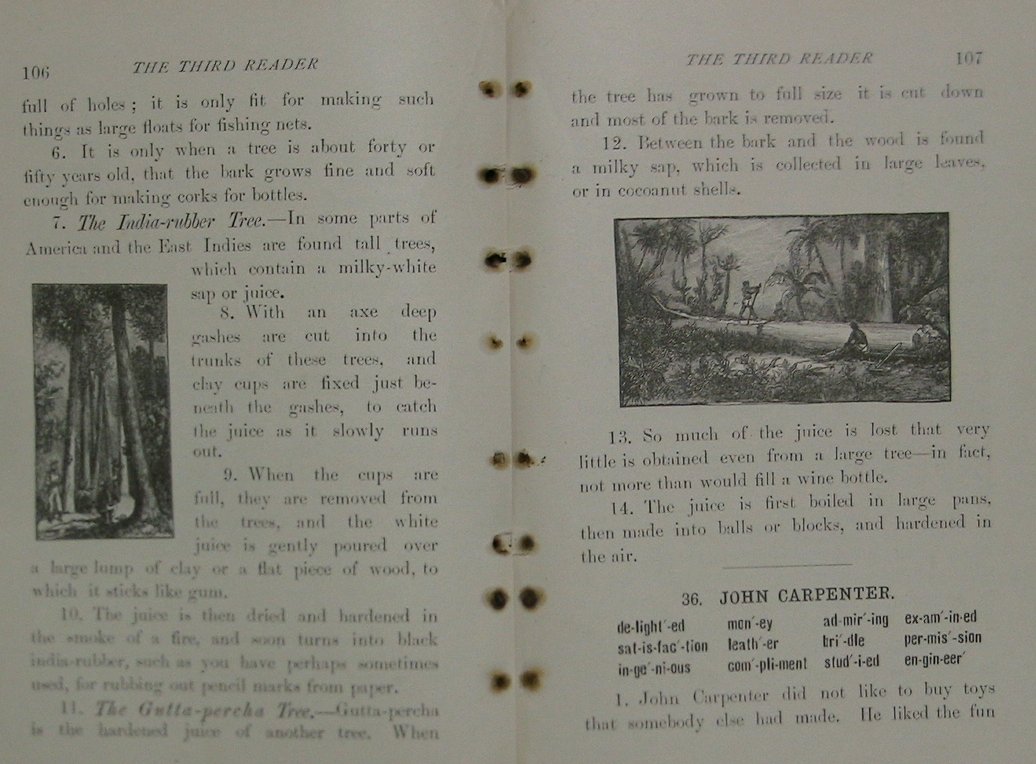 106
THE THIRD READER
full of holes; it is only fit for making such
things as large floats for fishing nets.
6. It is only when a tree is about forty or
fifty years old, that the bark grows fine and soft
enough for making corks for bottles.
7. The India-rubber Tree.—In some parts of
America and the East Indies are found tall trees,
which contain a milky-white
sap or juice.
8. With an axe deep
gashes are cut into the
trunks of these trees, and
clay cups are fixed just be-
neath the gashes, to catch
the juice as it slowly runs
out.
9. When the cups are
full, they are removed from
the trees, and the white
juice is gently poured over
a large lump of clay or a flat piece of wood, to
which it sticks like gum.
10. The juice is then dried and hardened in
the smoke of a fire, and soon turns into black
india-rubber, such as you have perhaps sometimes
used, for rubbing out pencil marks from paper.
11. The Gutta-percha Tree.—Gutta-percha
is the hardened juice of another tree. When
THE THIRD READER
107
the tree has grown to full size it is cut down
and most of the bark is removed.
12. Between the bark and the wood is found
a milky sap, which is collected in large leaves,
or in cocoanut shells.
13. So much of the juice is lost that very
little is obtained even from a large tree—in fact,
not more than would fill a wine bottle.
14. The juice is first boiled in large pans,
then made into balls or blocks, and hardened in
the air.
36. JOHN CARPENTER.
de-light′-ed mon′-ey ad-mir′-ing ex-am′-in-ed
sat-is-fac′-tion leath′-er bri′-dle per-mis′-sion
in-ge′-ni-ous com′-pli-ment stud′-i-ed en-gin-eer′
1. John Carpenter did not like to buy toys
that somebody else had made. He liked the fun